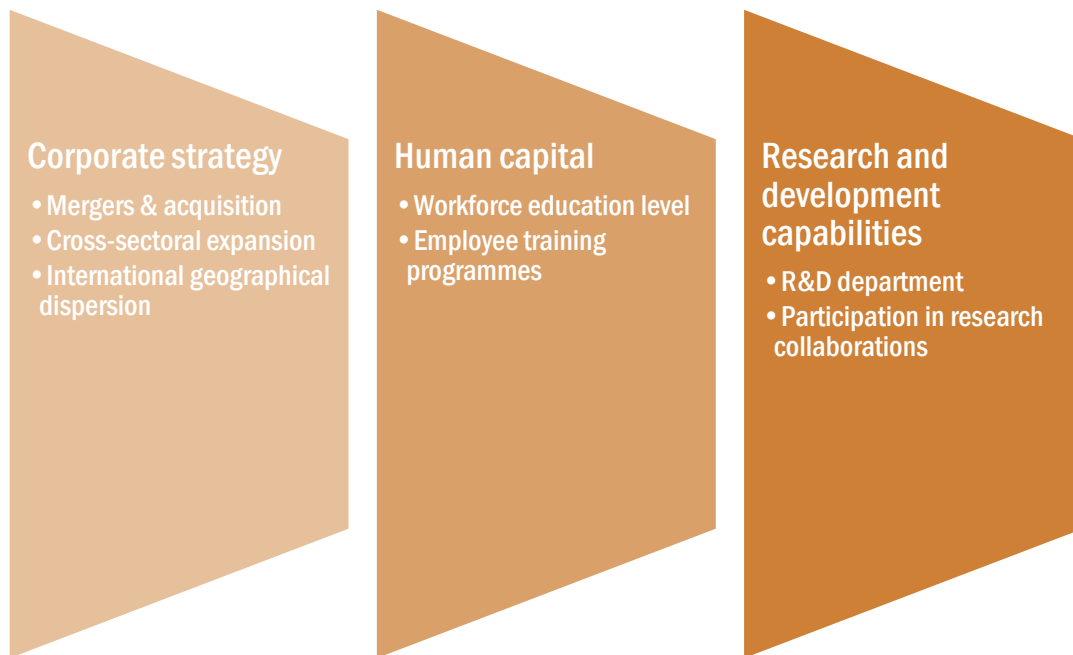 Corporate strategy
• Mergers & acquisition
• Cross-sectoral expansion
• International geographical
dispersion
Human capital
• Workforce education level
• Employee training
programmes
Research and
development
capabilities
• R&D department
• Participation in research
collaborations